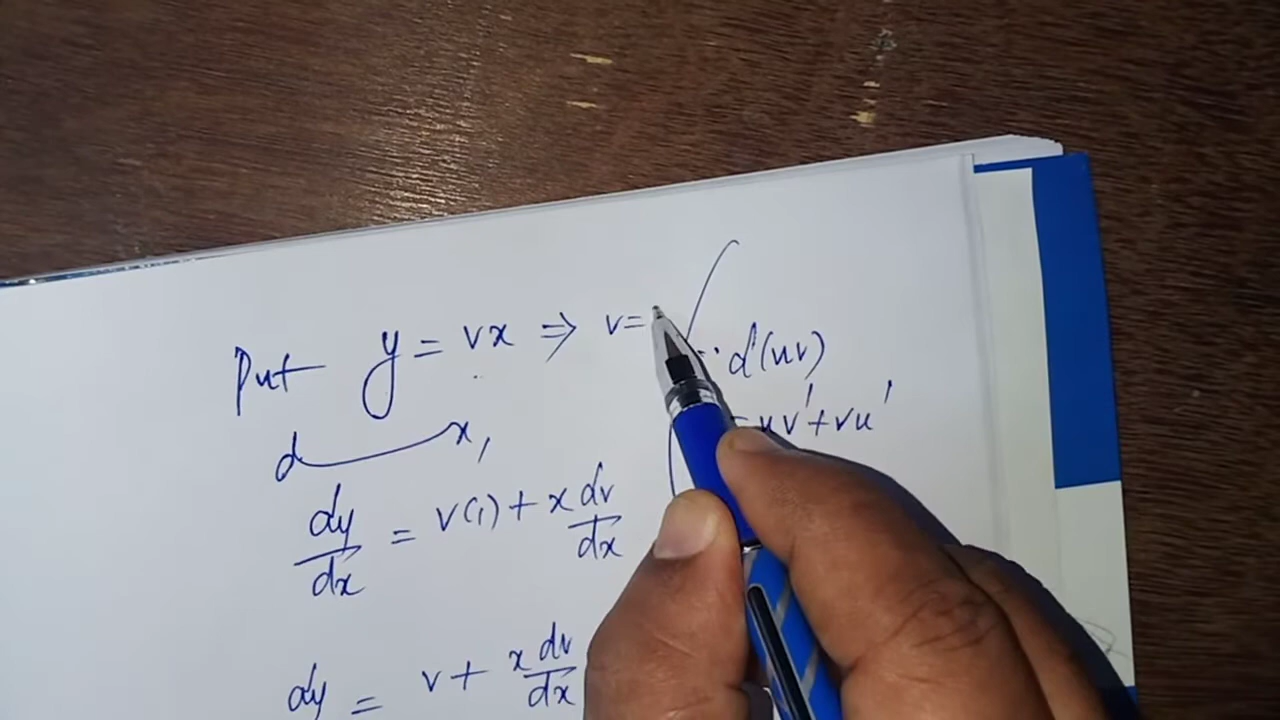 Put y = vx ⇒ v=
∵ d(uv)
= uv' + vu'
d x,
dy/dx = v(1) + x dv/dx
dy = v + x dv/dx